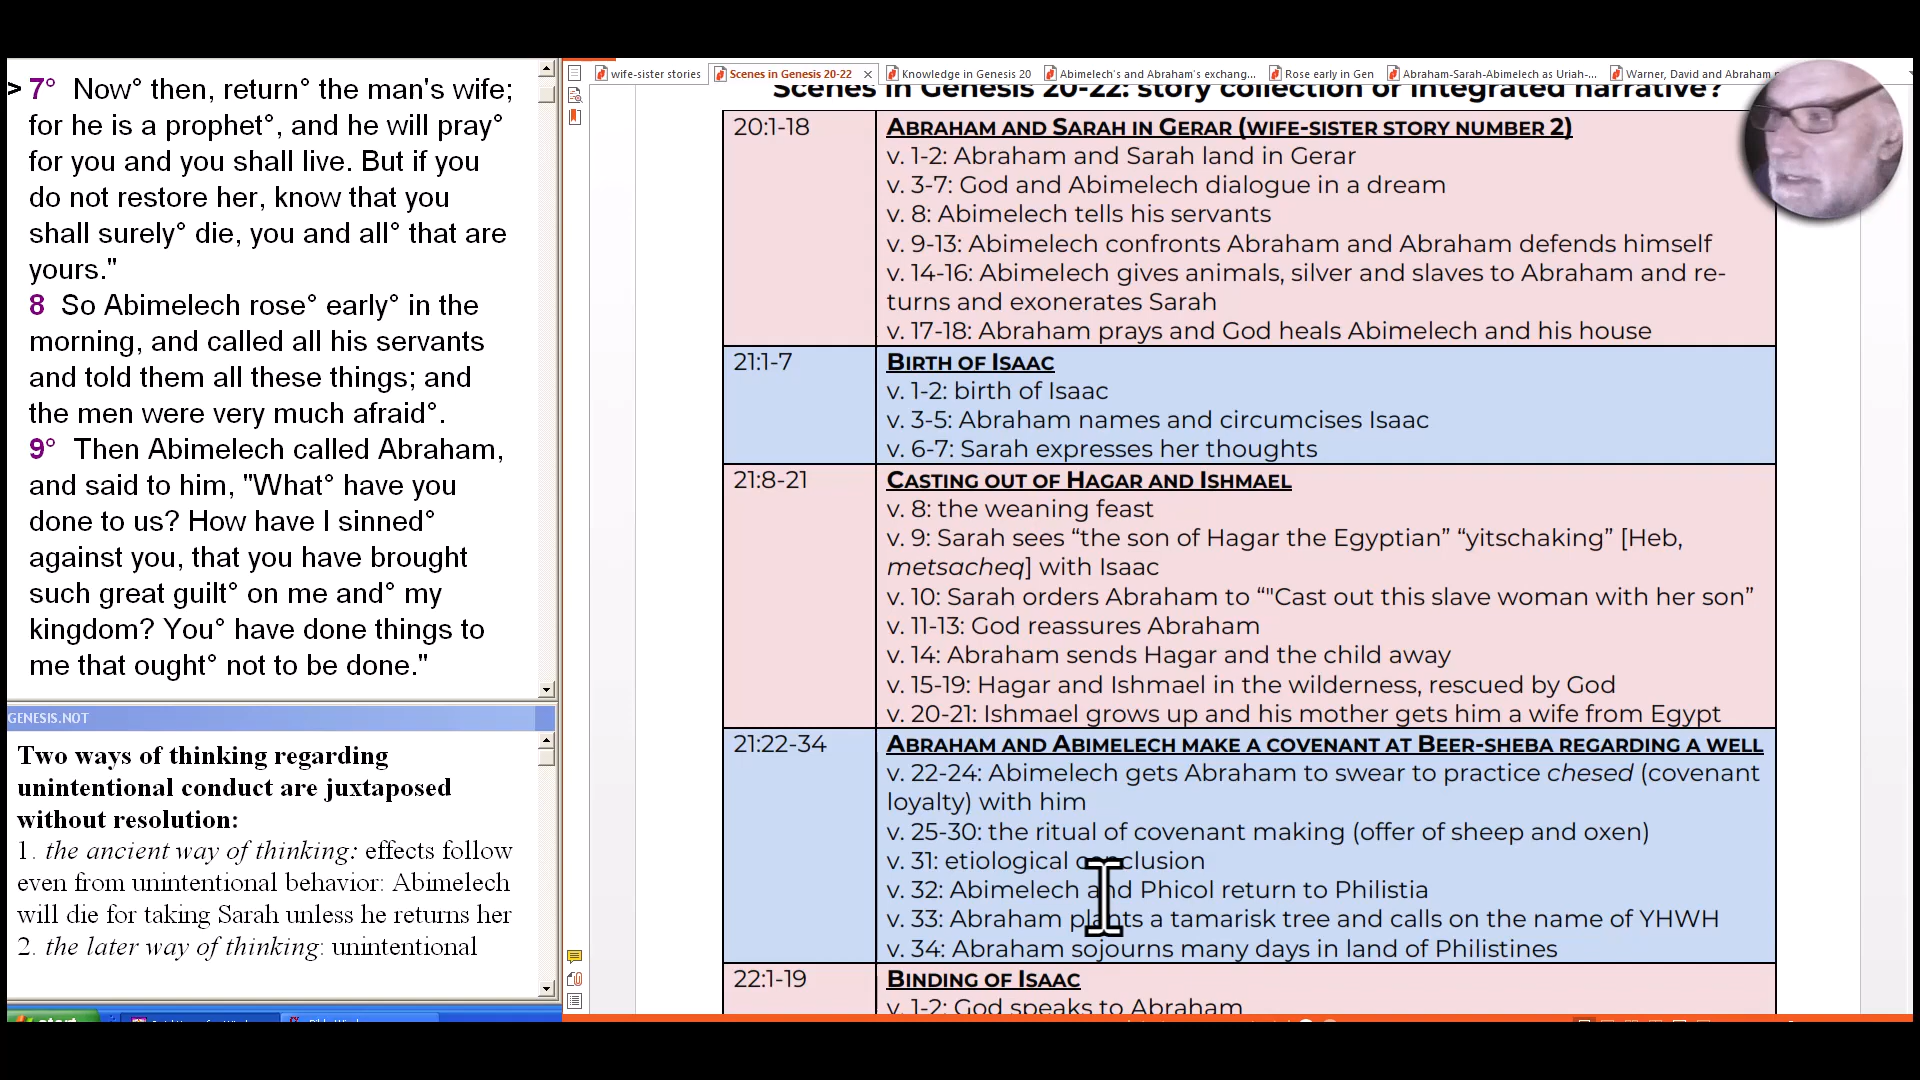 > 7° Now° then, return° the man's wife;
for he is a prophet°, and he will pray°
for you and you shall live. But if you
do not restore her, know that you
shall surely° die, you and all° that are
yours."
8 So Abimelech rose° early° in the
morning, and called all his servants
and told them all these things; and
the men were very much afraid°.
9° Then Abimelech called Abraham,
and said to him, "What° have you
done to us? How have I sinned°
against you, that you have brought
such great guilt° on me and° my
kingdom? You° have done things to
me that ought° not to be done."
GENESIS.NOT
Two ways of thinking regarding
unintentional conduct are juxtaposed
without resolution:
1. the ancient way of thinking: effects follow
even from unintentional behavior: Abimelech
will die for taking Sarah unless he returns her
2. the later way of thinking: unintentional
start
wife-sister stories
Scenes in Genesis 20-22
Knowledge in Genesis 20
Abimelech's and Abraham's exchang...
Rose early in Gen
Abraham-Sarah-Abimelech as Uriah-...
Warner, David and Abraham
Scenes in Genesis 20-22: story collection or integrated narrative?
20:1-18
ABRAHAM AND SARAH IN GERAR (WIFE-SISTER STORY NUMBER 2)
v. 1-2: Abraham and Sarah land in Gerar
v. 3-7: God and Abimelech dialogue in a dream
v. 8: Abimelech tells his servants
v. 9-13: Abimelech confronts Abraham and Abraham defends himself
v. 14-16: Abimelech gives animals, silver and slaves to Abraham and re-
turns and exonerates Sarah
v. 17-18: Abraham prays and God heals Abimelech and his house
21:1-7
BIRTH OF ISAAC
v. 1-2: birth of Isaac
v. 3-5: Abraham names and circumcises Isaac
v. 6-7: Sarah expresses her thoughts
21:8-21
CASTING OUT OF HAGAR AND ISHMAEL
v. 8: the weaning feast
v. 9: Sarah sees “the son of Hagar the Egyptian” “yitschaking” [Heb,
metsacheq] with Isaac
v. 10: Sarah orders Abraham to “"Cast out this slave woman with her son”
v. 11-13: God reassures Abraham
v. 14: Abraham sends Hagar and the child away
v. 15-19: Hagar and Ishmael in the wilderness, rescued by God
v. 20-21: Ishmael grows up and his mother gets him a wife from Egypt
21:22-34
ABRAHAM AND ABIMELECH MAKE A COVENANT AT BEER-SHEBA REGARDING A WELL
v. 22-24: Abimelech gets Abraham to swear to practice chesed (covenant
loyalty) with him
v. 25-30: the ritual of covenant making (offer of sheep and oxen)
v. 31: etiological conclusion
v. 32: Abimelech and Phicol return to Philistia
v. 33: Abraham plants a tamarisk tree and calls on the name of YHWH
v. 34: Abraham sojourns many days in land of Philistines
22:1-19
BINDING OF ISAAC
v. 1-2: God speaks to Abraham